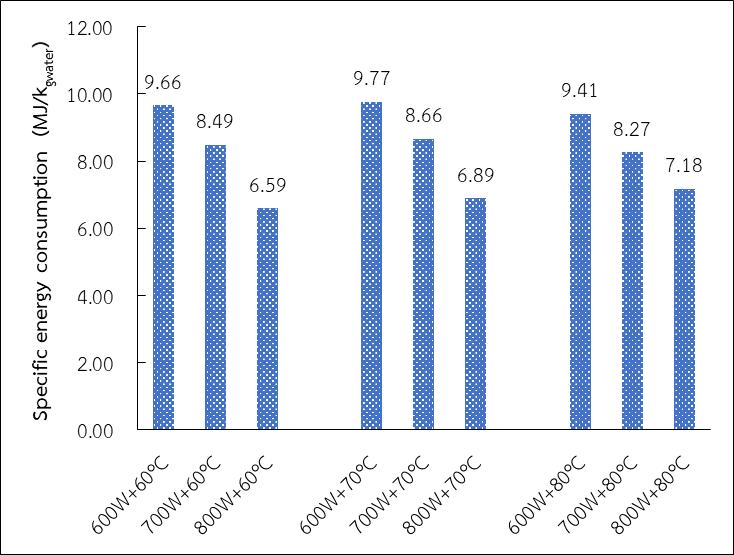 Specific energy consumption (MJ/kgwater)
12.00
10.00
8.00
6.00
4.00
2.00
0.00
9.66
8.49
6.59
9.77
8.66
6.89
9.41
8.27
7.18
600W+60°C
700W+60°C
800W+60°C
600W+70°C
700W+70°C
800W+70°C
600W+80°C
700W+80°C
800W+80°C